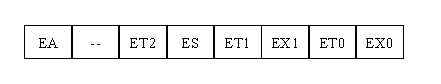 EA -- ET2 ES ET1 EX1 ET0 EX0